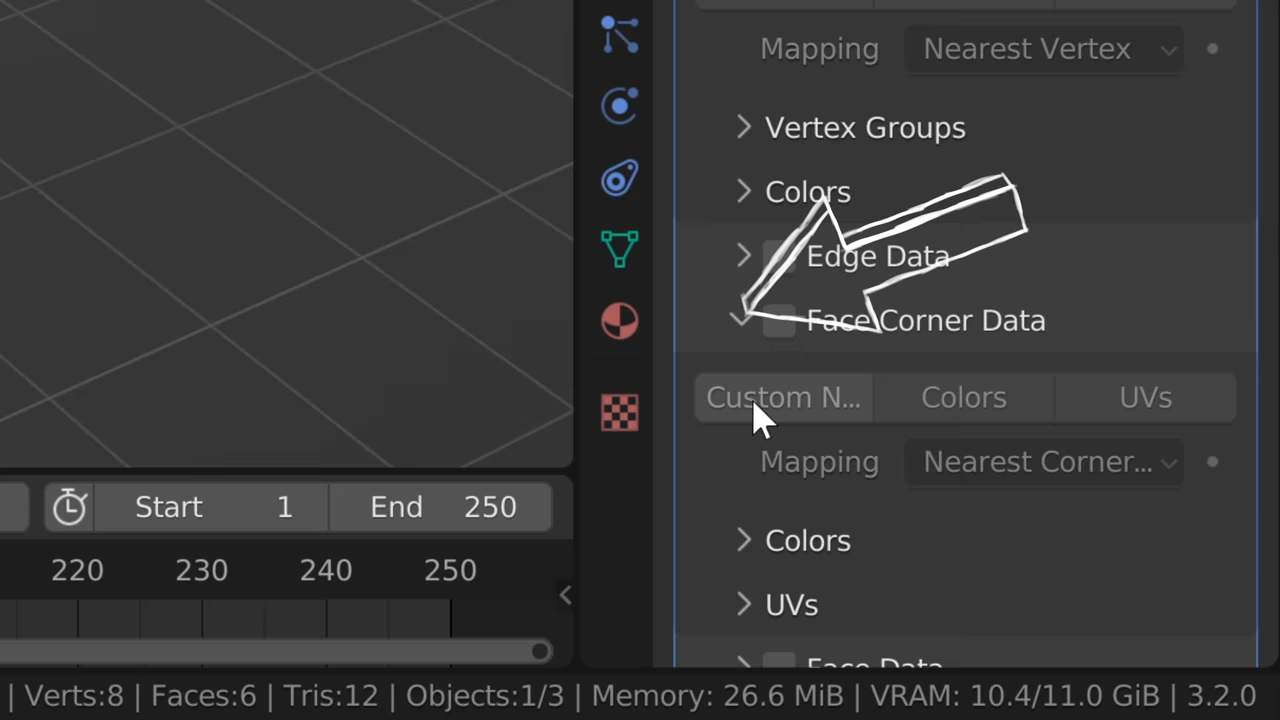 Mapping Nearest Vertex
Vertex Groups
Colors
Edge Data
Face Corner Data
Custom N... Colors UVs
Mapping Nearest Corner...
Colors
UVs
Face Data
Start 1 End 250
220 230 240 250
| Verts:8 | Faces:6 | Tris:12 | Objects:1/3 | Memory: 26.6 MiB | VRAM: 10.4/11.0 GiB | 3.2.0